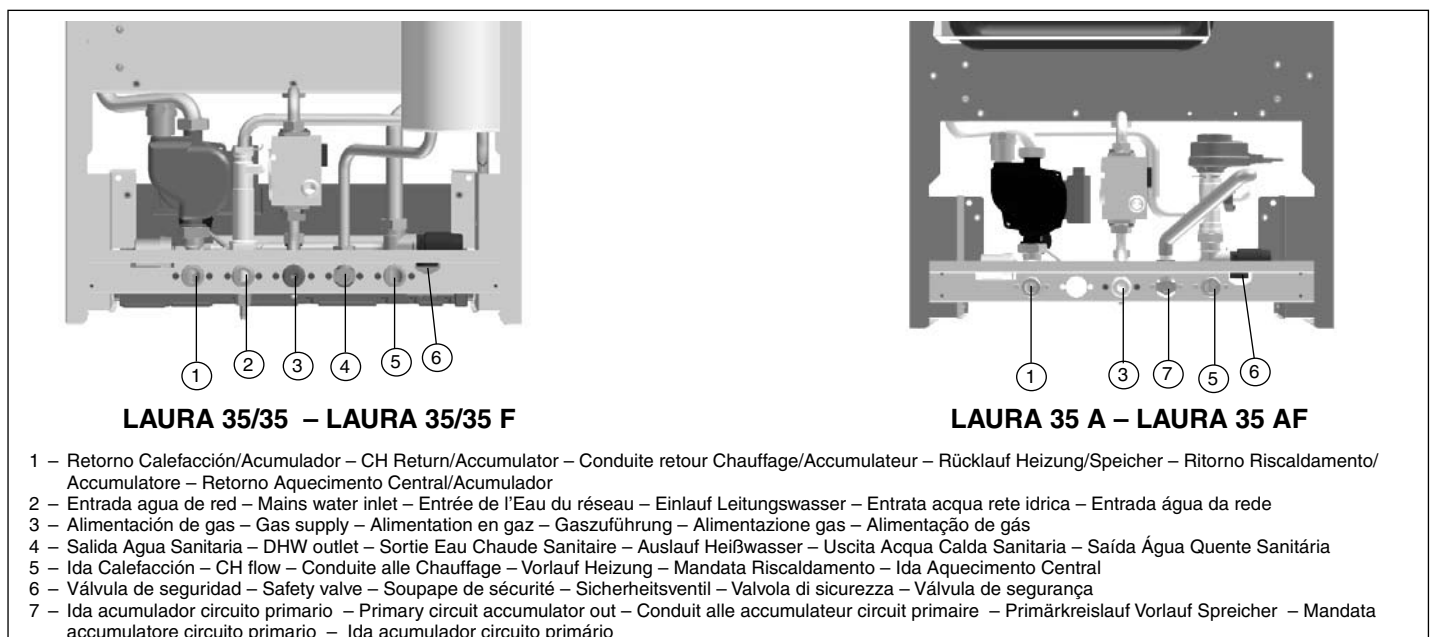 1 2 3 4 5 6
1 3 7 5 6
LAURA 35/35 – LAURA 35/35 F
LAURA 35 A – LAURA 35 AF
1 – Retorno Calefacción/Acumulador – CH Return/Accumulator – Conduite retour Chauffage/Accumulateur – Rücklauf Heizung/Speicher – Ritorno Riscaldamento/
Accumulatore – Retorno Aquecimento Central/Acumulador
2 – Entrada agua de red – Mains water inlet – Entrée de l'Eau du réseau – Einlauf Leitungswasser – Entrata acqua rete idrica – Entrada água da rede
3 – Alimentación de gas – Gas supply – Alimentation en gaz – Gaszuführung – Alimentazione gas – Alimentação de gás
4 – Salida Agua Sanitaria – DHW outlet – Sortie Eau Chaude Sanitaire – Auslauf Heißwasser – Uscita Acqua Calda Sanitaria – Saída Água Quente Sanitária
5 – Ida Calefacción – CH flow – Conduite alle Chauffage – Vorlauf Heizung – Mandata Riscaldamento – Ida Aquecimento Central
6 – Válvula de seguridad – Safety valve – Soupape de sécurité – Sicherheitsventil – Valvola di sicurezza – Válvula de segurança
7 – Ida acumulador circuito primario – Primary circuit accumulator out – Conduit alle accumulateur circuit primaire – Primärkreislauf Vorlauf Spreicher – Mandata
accumulatore circuito primario – Ida acumulador circuito primário